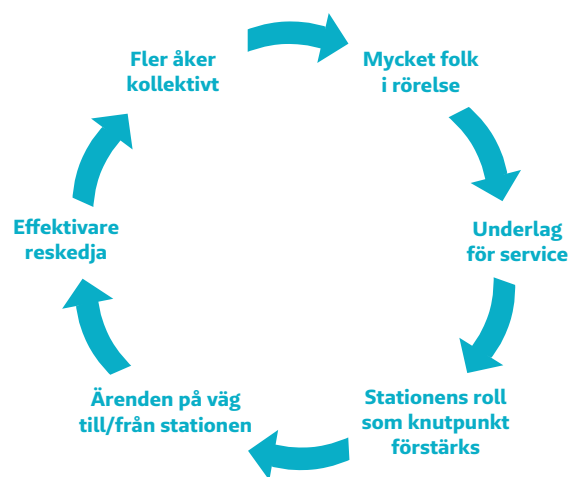 Fler åker
kollektivt
Mycket folk
i rörelse
Underlag
för service
Stationens roll
som knutpunkt
förstärks
Ärenden på väg
till/från stationen
Effektivare
reskedja